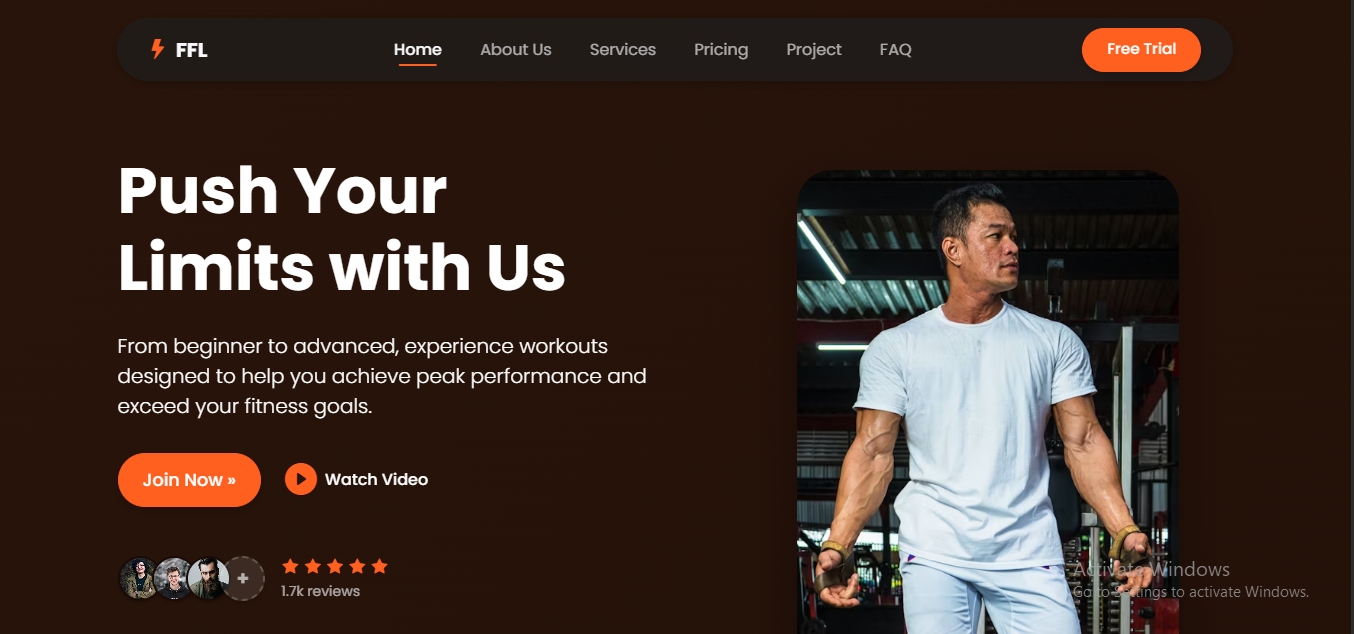 FFL
Home About Us Services Pricing Project FAQ
Free Trial
Push Your
Limits with Us
From beginner to advanced, experience workouts
designed to help you achieve peak performance and
exceed your fitness goals.
Join Now »
Watch Video
+
1.7k reviews
Activate Windows
Go to Settings to activate Windows.